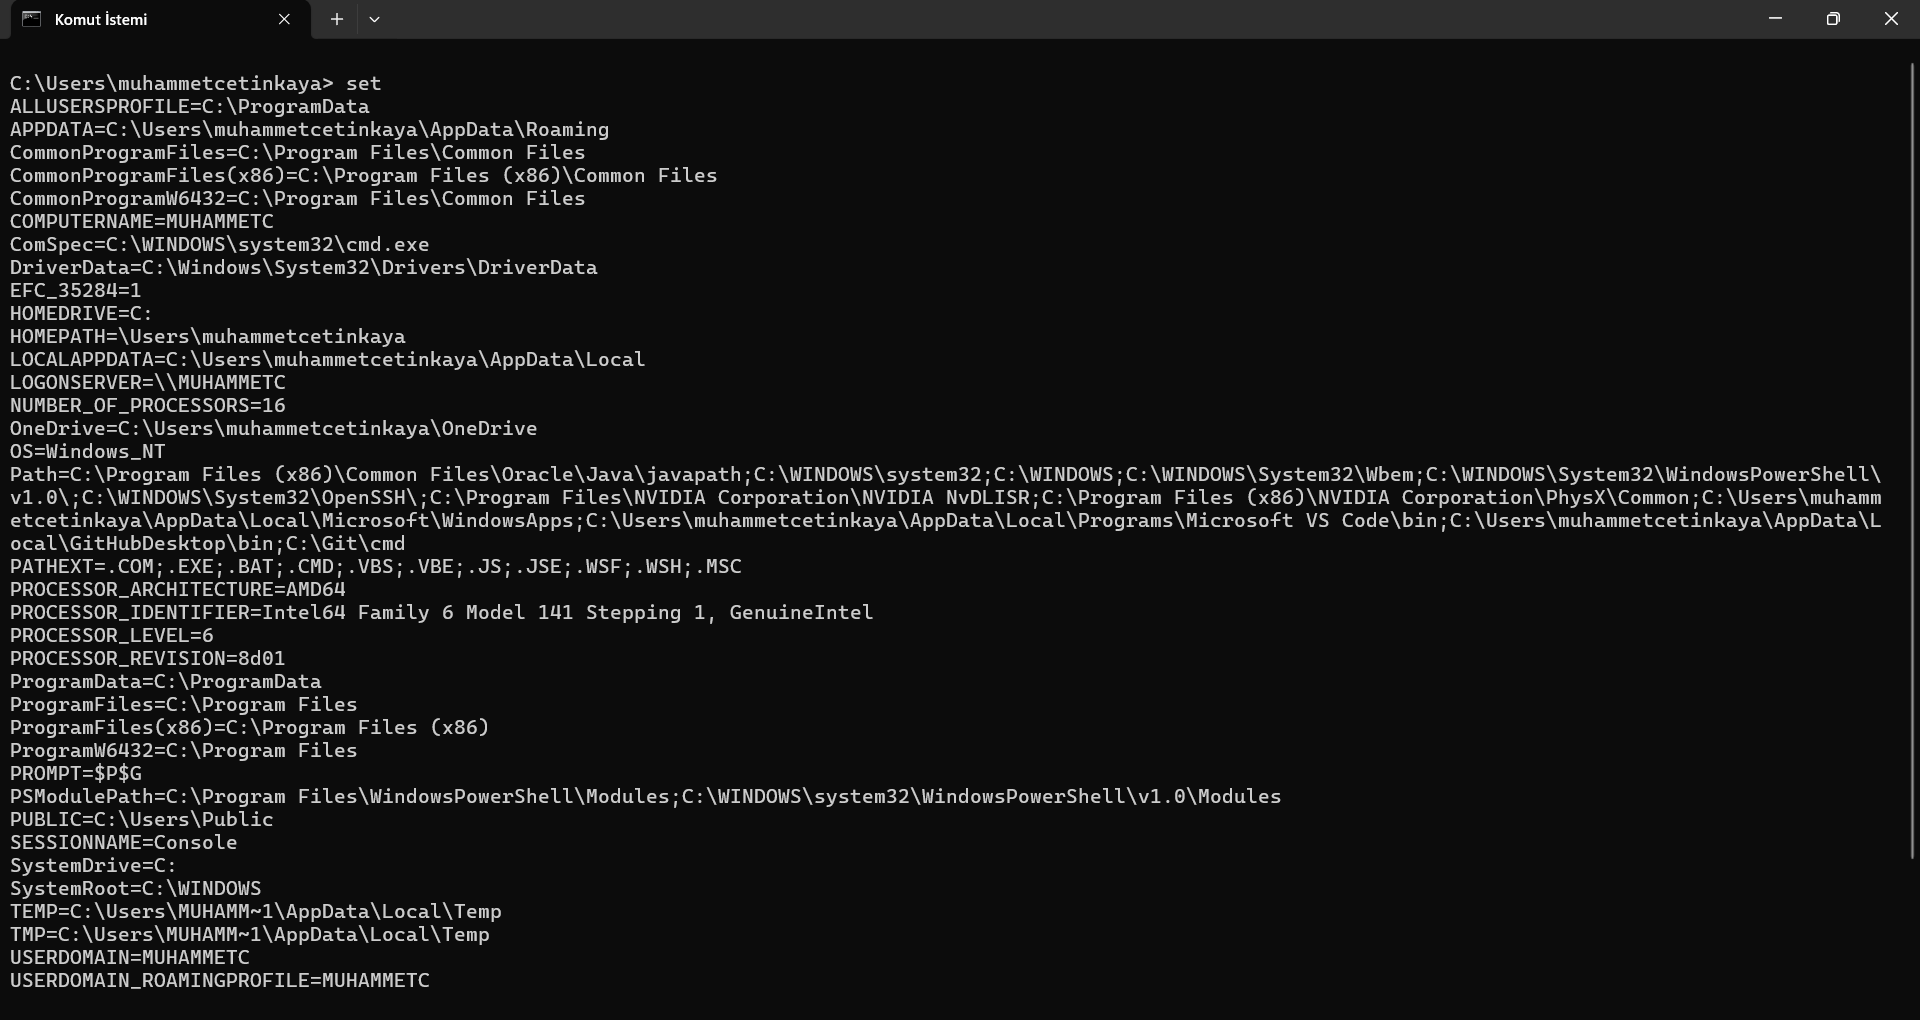 Komut İstemi
C:\Users\muhammetcetinkaya> set
ALLUSERSPROFILE=C:\ProgramData
APPDATA=C:\Users\muhammetcetinkaya\AppData\Roaming
CommonProgramFiles=C:\Program Files\Common Files
CommonProgramFiles(x86)=C:\Program Files (x86)\Common Files
CommonProgramW6432=C:\Program Files\Common Files
COMPUTERNAME=MUHAMMETC
ComSpec=C:\WINDOWS\system32\cmd.exe
DriverData=C:\Windows\System32\Drivers\DriverData
EFC_35284=1
HOMEDRIVE=C:
HOMEPATH=\Users\muhammetcetinkaya
LOCALAPPDATA=C:\Users\muhammetcetinkaya\AppData\Local
LOGONSERVER=\\MUHAMMETC
NUMBER_OF_PROCESSORS=16
OneDrive=C:\Users\muhammetcetinkaya\OneDrive
OS=Windows_NT
Path=C:\Program Files (x86)\Common Files\Oracle\Java\javapath;C:\WINDOWS\system32;C:\WINDOWS;C:\WINDOWS\System32\Wbem;C:\WINDOWS\System32\WindowsPowerShell\
v1.0\;C:\WINDOWS\System32\OpenSSH\;C:\Program Files\NVIDIA Corporation\NVIDIA NvDLISR;C:\Program Files (x86)\NVIDIA Corporation\PhysX\Common;C:\Users\muhamm
etcetinkaya\AppData\Local\Microsoft\WindowsApps;C:\Users\muhammetcetinkaya\AppData\Local\Programs\Microsoft VS Code\bin;C:\Users\muhammetcetinkaya\AppData\L
ocal\GitHubDesktop\bin;C:\Git\cmd
PATHEXT=.COM;.EXE;.BAT;.CMD;.VBS;.VBE;.JS;.JSE;.WSF;.WSH;.MSC
PROCESSOR_ARCHITECTURE=AMD64
PROCESSOR_IDENTIFIER=Intel64 Family 6 Model 141 Stepping 1, GenuineIntel
PROCESSOR_LEVEL=6
PROCESSOR_REVISION=8d01
ProgramData=C:\ProgramData
ProgramFiles=C:\Program Files
ProgramFiles(x86)=C:\Program Files (x86)
ProgramW6432=C:\Program Files
PROMPT=$P$G
PSModulePath=C:\Program Files\WindowsPowerShell\Modules;C:\WINDOWS\system32\WindowsPowerShell\v1.0\Modules
PUBLIC=C:\Users\Public
SESSIONNAME=Console
SystemDrive=C:
SystemRoot=C:\WINDOWS
TEMP=C:\Users\MUHAMM~1\AppData\Local\Temp
TMP=C:\Users\MUHAMM~1\AppData\Local\Temp
USERDOMAIN=MUHAMMETC
USERDOMAIN_ROAMINGPROFILE=MUHAMMETC